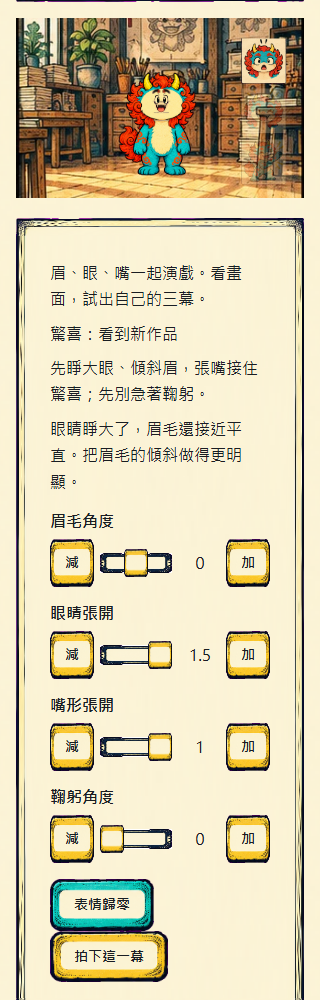 眉、眼、嘴一起演戲。看畫
面，試出自己的三幕。
驚喜：看到新作品
先睜大眼、傾斜眉，張嘴接住
驚喜；先別急著鞠躬。
眼睛睜大了，眉毛還接近平
直。把眉毛的傾斜做得更明
顯。
眉毛角度
減 0 加
眼睛張開
減 1.5 加
嘴形張開
減 1 加
鞠躬角度
減 0 加
表情歸零
拍下這一幕